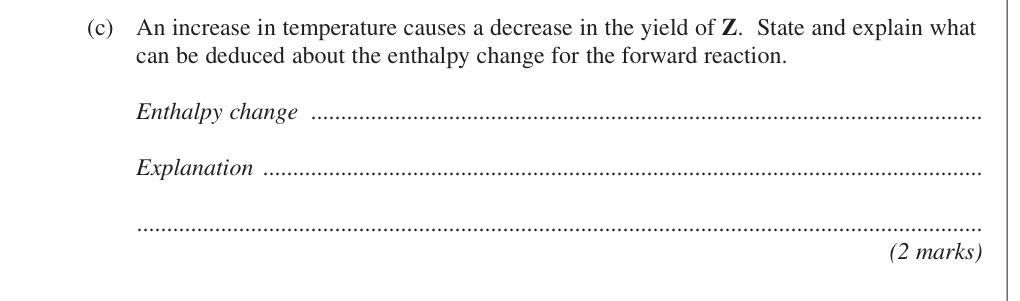 (c) An increase in temperature causes a decrease in the yield of Z. State and explain what
can be deduced about the enthalpy change for the forward reaction.
Enthalpy change ................................................................................................................
Explanation ........................................................................................................................
.............................................................................................................................................
(2 marks)